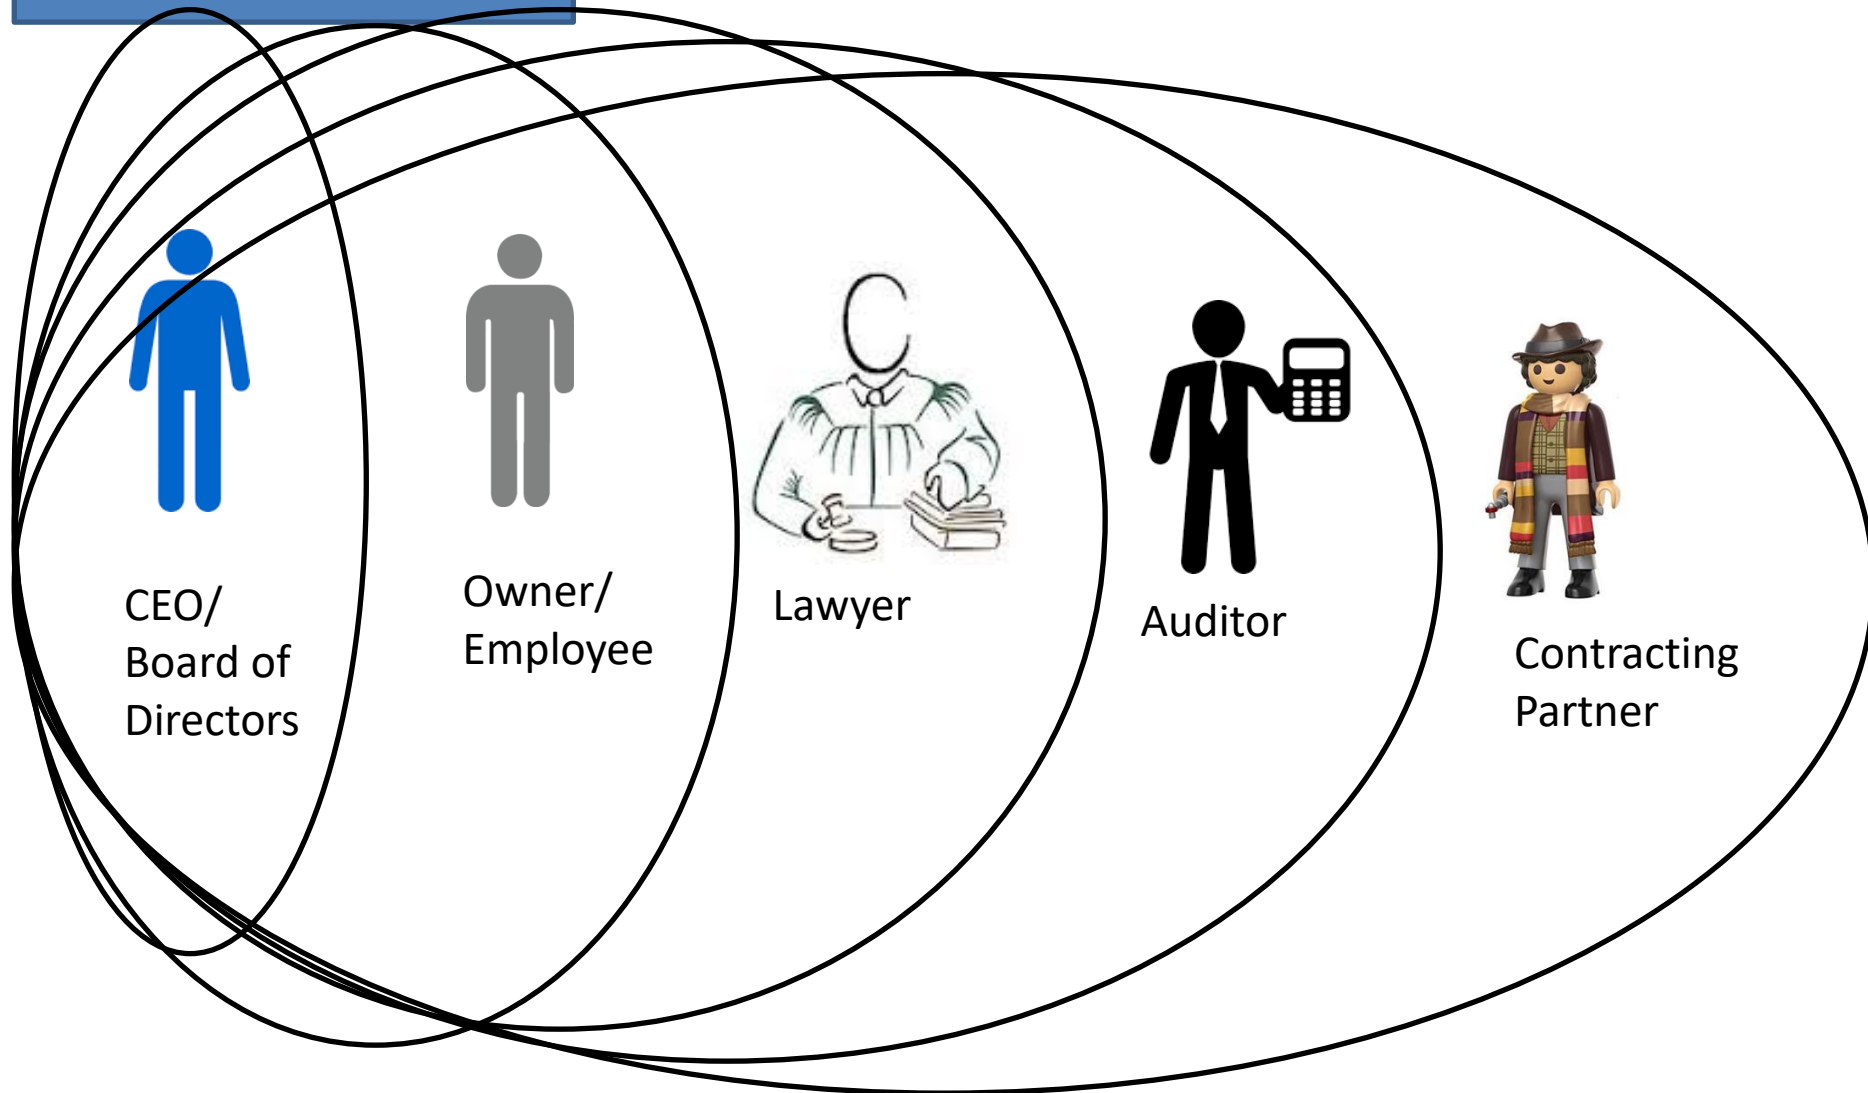 CEO/
Board of
Directors
Owner/
Employee
Lawyer
Auditor
Contracting
Partner